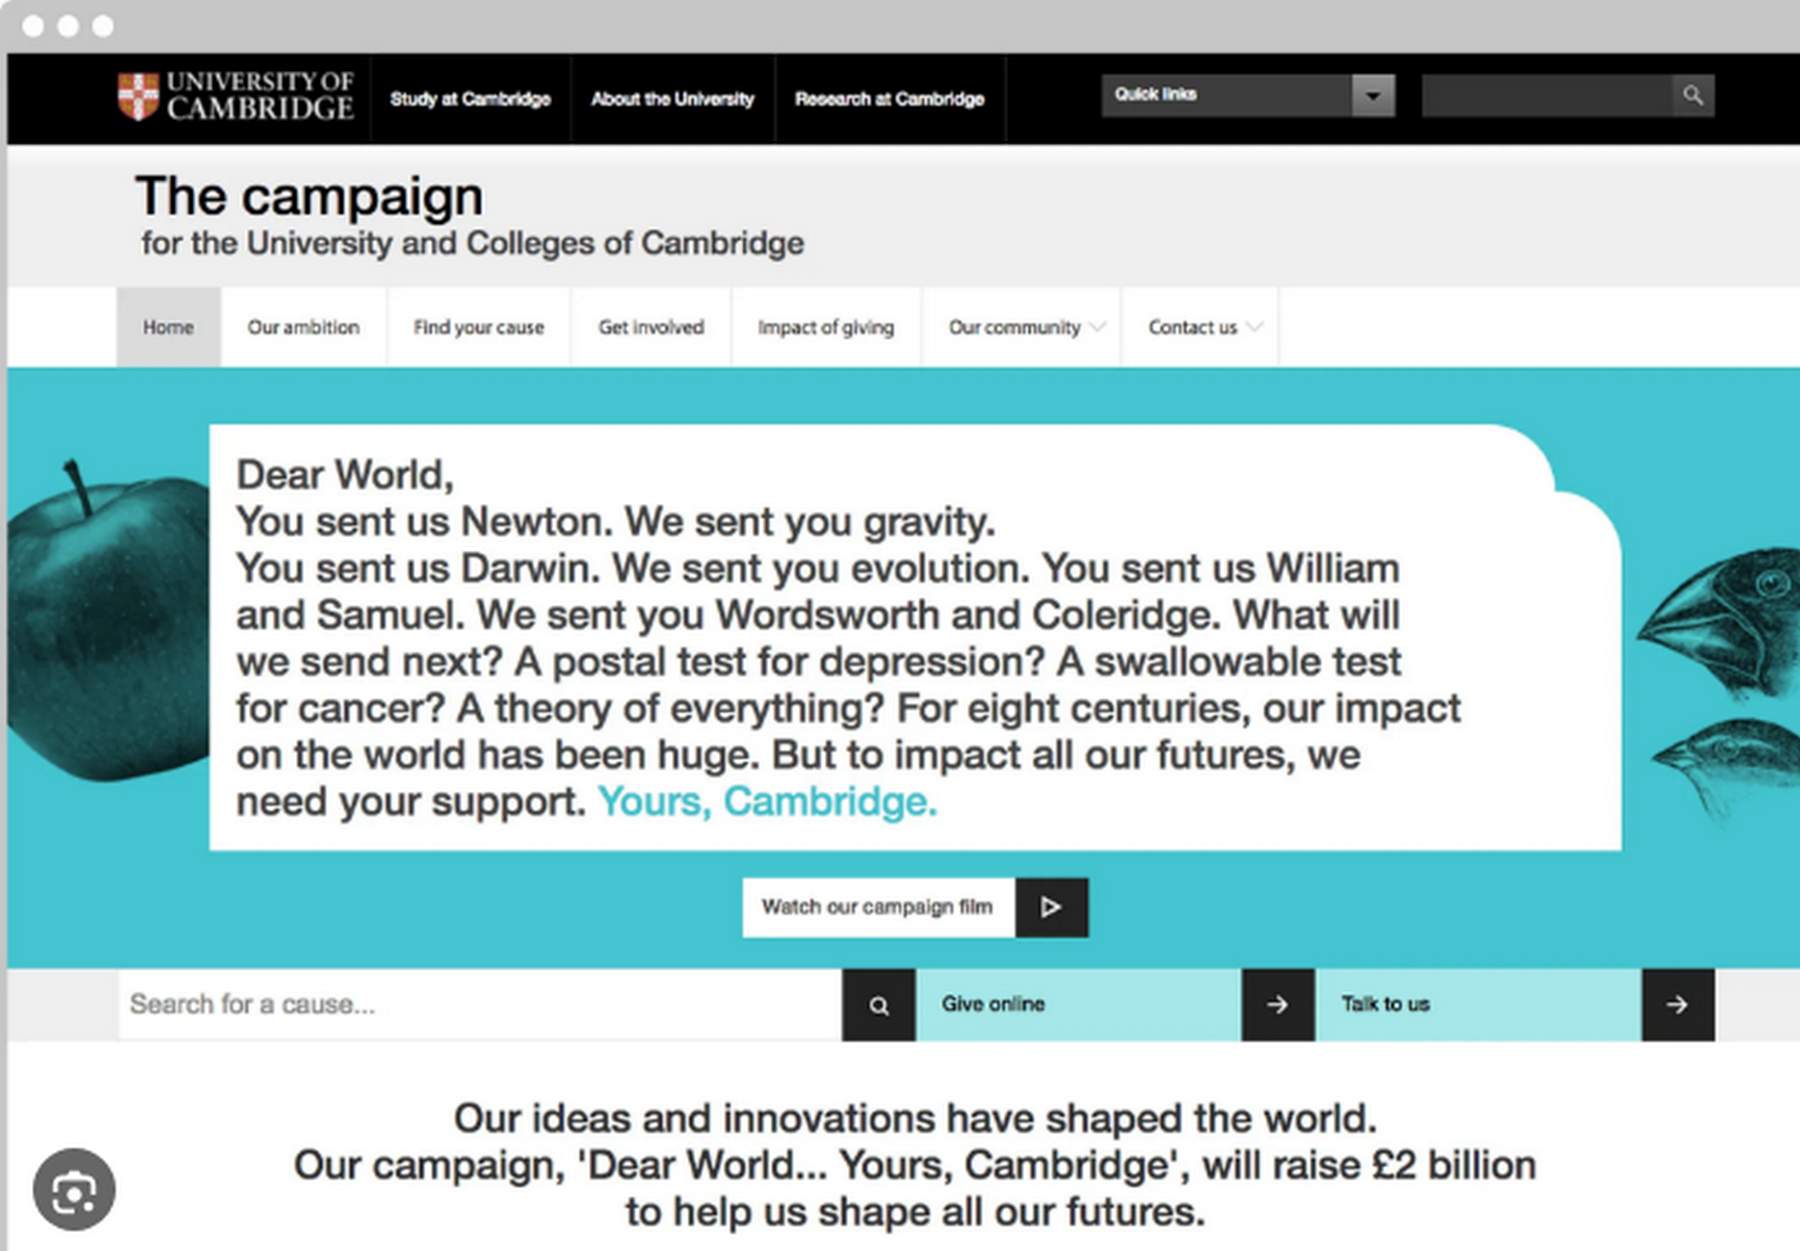 UNIVERSITY OF
CAMBRIDGE
Study at Cambridge
About the University
Research at Cambridge
Quick links
The campaign
for the University and Colleges of Cambridge
Home
Our ambition
Find your cause
Get involved
Impact of giving
Our community
Contact us
Dear World,
You sent us Newton. We sent you gravity.
You sent us Darwin. We sent you evolution. You sent us William
and Samuel. We sent you Wordsworth and Coleridge. What will
we send next? A postal test for depression? A swallowable test
for cancer? A theory of everything? For eight centuries, our impact
on the world has been huge. But to impact all our futures, we
need your support. Yours, Cambridge.
Watch our campaign film
Search for a cause...
Give online
Talk to us
Our ideas and innovations have shaped the world.
Our campaign, 'Dear World... Yours, Cambridge', will raise £2 billion
to help us shape all our futures.